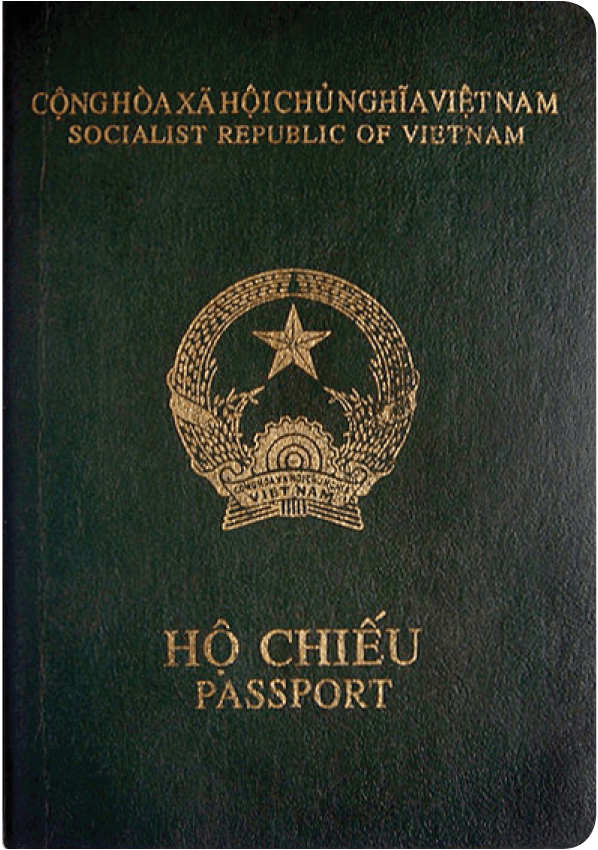 CỘNG HÒA XÃ HỘI CHỦ NGHĨA VIỆT NAM
SOCIALIST REPUBLIC OF VIETNAM
CỘNG HÒA XÃ HỘI CHỦ NGHĨA
VIỆT NAM
HỘ CHIẾU
PASSPORT